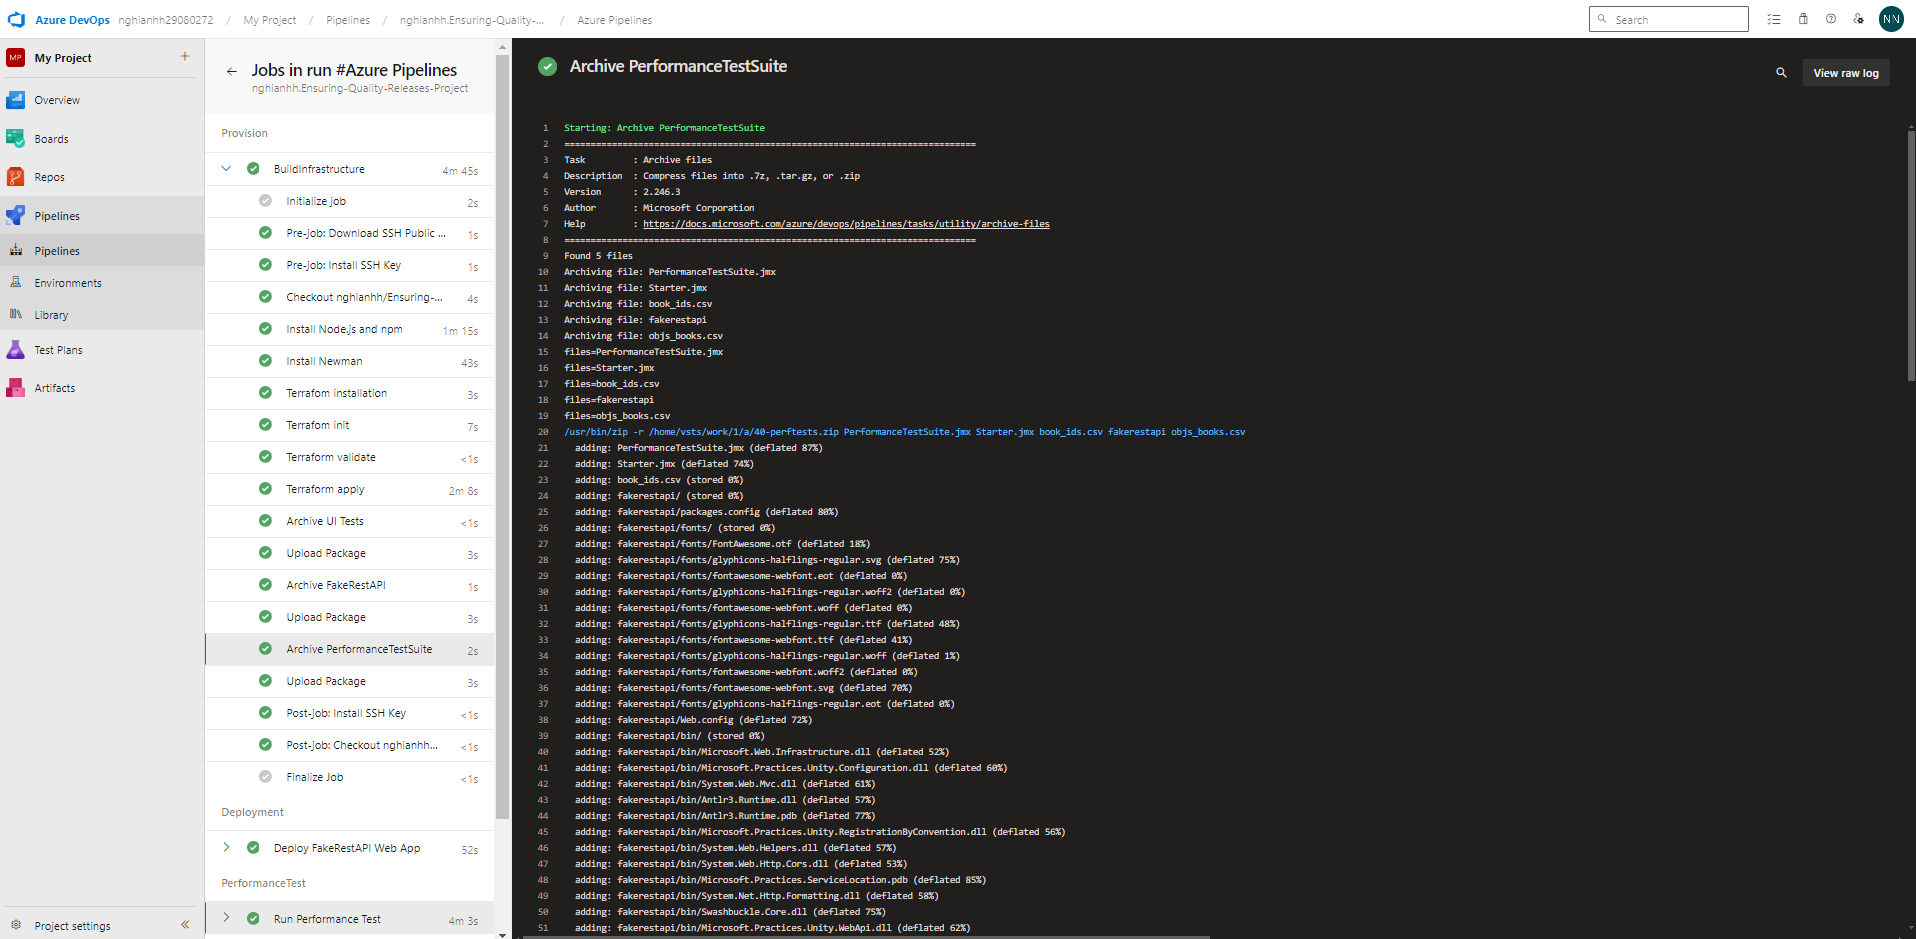 Azure DevOps nghianhh29080272 / My Project / Pipelines / nghianhh.Ensuring-Quality-... / Azure Pipelines
Search
NN
MP My Project +
Overview
Boards
Repos
Pipelines
Pipelines
Environments
Library
Test Plans
Artifacts
Project settings
Jobs in run #Azure Pipelines
nghianhh.Ensuring-Quality-Releases-Project
Provision
BuildInfrastructure 4m 45s
Initialize job 2s
Pre-job: Download SSH Public ... 1s
Pre-job: Install SSH Key 1s
Checkout nghianhh/Ensuring-... 4s
Install Node.js and npm 1m 15s
Install Newman 43s
Terrafom installation 3s
Terrafom init 7s
Terraform validate <1s
Terraform apply 2m 8s
Archive UI Tests <1s
Upload Package 3s
Archive FakeRestAPI 1s
Upload Package 3s
Archive PerformanceTestSuite 2s
Upload Package 3s
Post-job: Install SSH Key <1s
Post-job: Checkout nghianhh... <1s
Finalize Job <1s
Deployment
Deploy FakeRestAPI Web App 52s
PerformanceTest
Run Performance Test 4m 3s
Archive PerformanceTestSuite
View raw log
1 Starting: Archive PerformanceTestSuite
2 ==============================================================================
3 Task : Archive files
4 Description : Compress files into .7z, .tar.gz, or .zip
5 Version : 2.246.3
6 Author : Microsoft Corporation
7 Help : https://docs.microsoft.com/azure/devops/pipelines/tasks/utility/archive-files
8 ==============================================================================
9 Found 5 files
10 Archiving file: PerformanceTestSuite.jmx
11 Archiving file: Starter.jmx
12 Archiving file: book_ids.csv
13 Archiving file: fakerestapi
14 Archiving file: objs_books.csv
15 files=PerformanceTestSuite.jmx
16 files=Starter.jmx
17 files=book_ids.csv
18 files=fakerestapi
19 files=objs_books.csv
20 /usr/bin/zip -r /home/vsts/work/1/a/40-perftests.zip PerformanceTestSuite.jmx Starter.jmx book_ids.csv fakerestapi objs_books.csv
21 adding: PerformanceTestSuite.jmx (deflated 87%)
22 adding: Starter.jmx (deflated 74%)
23 adding: book_ids.csv (stored 0%)
24 adding: fakerestapi/ (stored 0%)
25 adding: fakerestapi/packages.config (deflated 80%)
26 adding: fakerestapi/fonts/ (stored 0%)
27 adding: fakerestapi/fonts/FontAwesome.otf (deflated 18%)
28 adding: fakerestapi/fonts/glyphicons-halflings-regular.svg (deflated 75%)
29 adding: fakerestapi/fonts/fontawesome-webfont.eot (deflated 0%)
30 adding: fakerestapi/fonts/glyphicons-halflings-regular.woff2 (deflated 0%)
31 adding: fakerestapi/fonts/fontawesome-webfont.woff (deflated 0%)
32 adding: fakerestapi/fonts/glyphicons-halflings-regular.ttf (deflated 48%)
33 adding: fakerestapi/fonts/fontawesome-webfont.ttf (deflated 41%)
34 adding: fakerestapi/fonts/glyphicons-halflings-regular.woff (deflated 1%)
35 adding: fakerestapi/fonts/fontawesome-webfont.woff2 (deflated 0%)
36 adding: fakerestapi/fonts/fontawesome-webfont.svg (deflated 70%)
37 adding: fakerestapi/fonts/glyphicons-halflings-regular.eot (deflated 0%)
38 adding: fakerestapi/Web.config (deflated 72%)
39 adding: fakerestapi/bin/ (stored 0%)
40 adding: fakerestapi/bin/Microsoft.Web.Infrastructure.dll (deflated 52%)
41 adding: fakerestapi/bin/Microsoft.Practices.Unity.Configuration.dll (deflated 60%)
42 adding: fakerestapi/bin/System.Web.Mvc.dll (deflated 61%)
43 adding: fakerestapi/bin/Antlr3.Runtime.dll (deflated 57%)
44 adding: fakerestapi/bin/Antlr3.Runtime.pdb (deflated 77%)
45 adding: fakerestapi/bin/Microsoft.Practices.Unity.RegistrationByConvention.dll (deflated 56%)
46 adding: fakerestapi/bin/System.Web.Helpers.dll (deflated 57%)
47 adding: fakerestapi/bin/System.Web.Http.Cors.dll (deflated 53%)
48 adding: fakerestapi/bin/Microsoft.Practices.ServiceLocation.pdb (deflated 85%)
49 adding: fakerestapi/bin/System.Net.Http.Formatting.dll (deflated 58%)
50 adding: fakerestapi/bin/Swashbuckle.Core.dll (deflated 75%)
51 adding: fakerestapi/bin/Microsoft.Practices.Unity.WebApi.dll (deflated 62%)